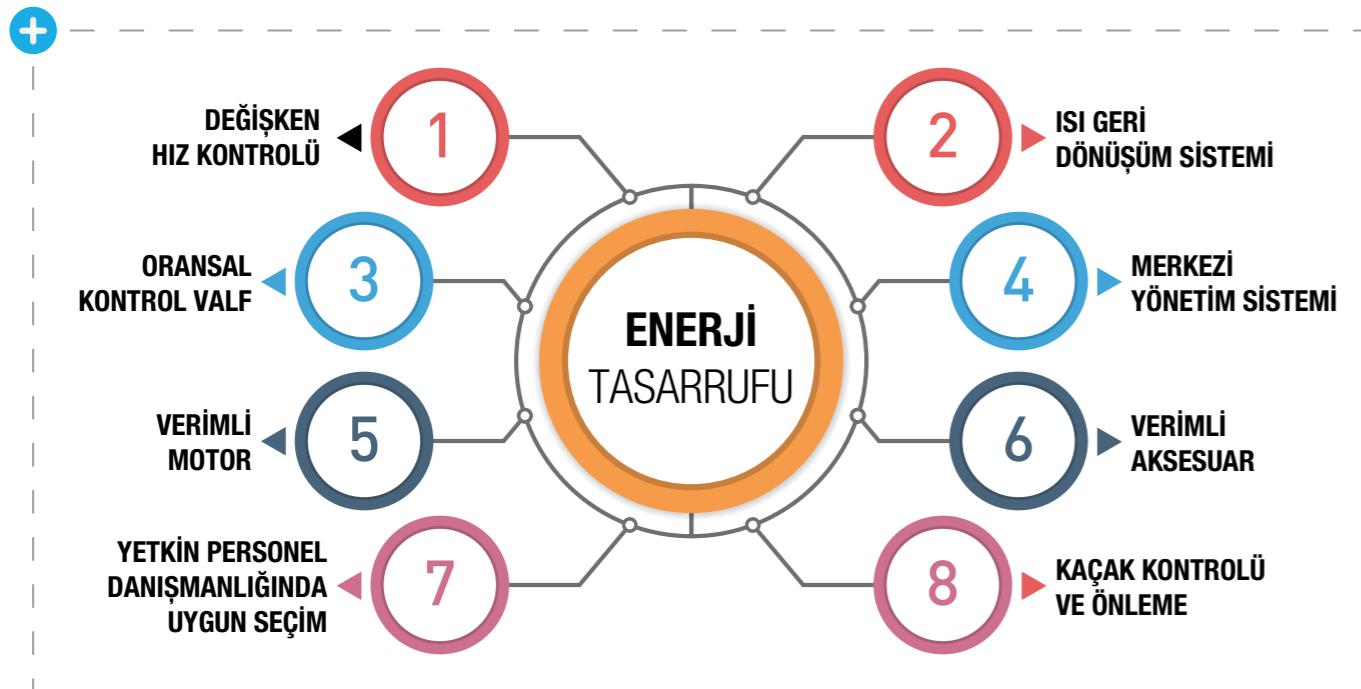 1
DEĞİŞKEN
HIZ KONTROLÜ
2
ISI GERİ
DÖNÜŞÜM SİSTEMİ
3
ORANSAL
KONTROL VALF
4
MERKEZİ
YÖNETİM SİSTEMİ
ENERJİ
TASARRUFU
5
VERİMLİ
MOTOR
6
VERİMLİ
AKSESUAR
7
YETKİN PERSONEL
DANIŞMANLIĞINDA
UYGUN SEÇİM
8
KAÇAK KONTROLÜ
VE ÖNLEME